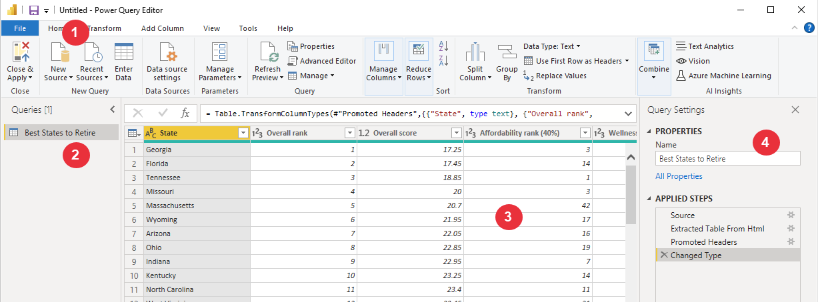 Untitled - Power Query Editor
File Transform Add Column View Tools Help
1
Close & Apply
New Source
Recent Sources
Enter Data
Data source settings
Manage Parameters
Refresh Preview
Properties
Advanced Editor
Manage
Manage Columns
Reduce Rows
Split Column
Group By
Data Type: Text
Use First Row as Headers
Replace Values
Combine
Text Analytics
Vision
Azure Machine Learning
Close New Query Data Sources Parameters Query Sort Transform AI Insights
Queries [1]
Best States to Retire
2
= Table.TransformColumnTypes(#"Promoted Headers",{{"State", type text}, {"Overall rank",
State Overall rank Overall score Affordability rank (40%) Wellness
1 Georgia 1 17.25 3
2 Florida 2 17.45 14
3 Tennessee 3 18.85 1
4 Missouri 4 20 3
5 Massachusetts 5 20.7 42
6 Wyoming 6 21.95 17
7 Arizona 7 22.05 16
8 Ohio 8 22.85 19
9 Indiana 9 22.95 7
10 Kentucky 10 23.25 14
11 North Carolina 11 23.4 11
3
Query Settings
PROPERTIES
4
Name
Best States to Retire
All Properties
APPLIED STEPS
Source
Extracted Table From Html
Promoted Headers
Changed Type